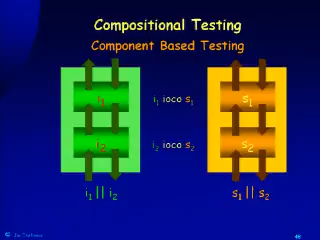 Compositional Testing
Component Based Testing
i1 i1 ioco s1 s1
i2 i2 ioco s2 s2
i1 || i2 s1 || s2
©
46